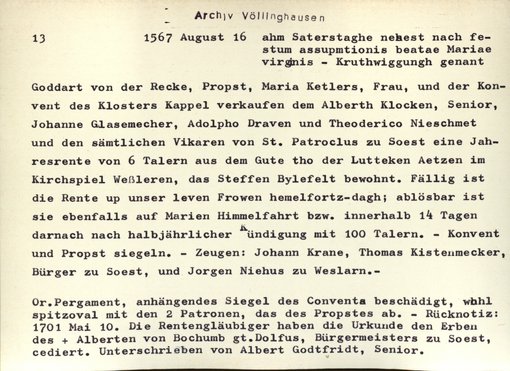 Archiv Völlinghausen
13 1567 August 16 ahm Saterstaghe nehest nach fe-
stum assupmtionis beatae Mariae
virginis - Kruthwiggungh genant
Goddart von der Recke, Propst, Maria Ketlers, Frau, und der Kon-
vent des Klosters Kappel verkaufen dem Alberth Klocken, Senior,
Johanne Glasemecher, Adolpho Draven und Theoderico Nieschmet
und den sämtlichen Vikaren von St. Patroclus zu Soest eine Jah-
resrente von 6 Talern aus dem Gute tho der Lutteken Aetzen im
Kirchspiel Weßleren, das Steffen Bylefelt bewohnt. Fällig ist
die Rente up unser leven Frowen hemelfortz-dagh; ablösbar ist
sie ebenfalls auf Marien Himmelfahrt bzw. innerhalb 14 Tagen
darnach nach halbjährlicher Kündigung mit 100 Talern. - Konvent
und Propst siegeln. - Zeugen: Johann Krane, Thomas Kistenmecker,
Bürger zu Soest, und Jorgen Niehus zu Weslarn.-
Or.Pergament, anhängendes Siegel des Convents beschädigt, wohl
spitzoval mit den 2 Patronen, das des Propstes ab. - Rücknotiz:
1701 Mai 10. Die Rentengläubiger haben die Urkunde den Erben
des + Alberten von Bochumb gt.Dolfus, Bürgermeisters zu Soest,
cediert. Unterschrieben von Albert Godtfridt, Senior.